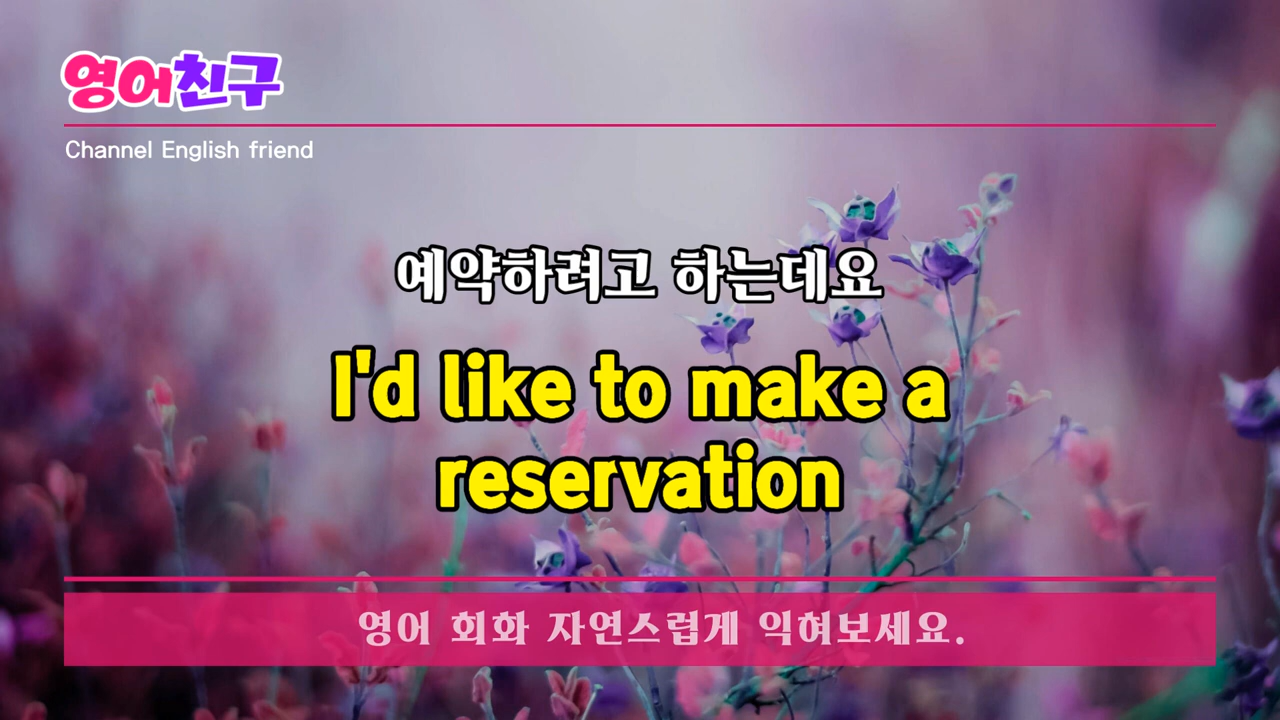 영어친구
Channel English friend
예약하려고 하는데요
I'd like to make a
reservation
영어 회화 자연스럽게 익혀보세요.